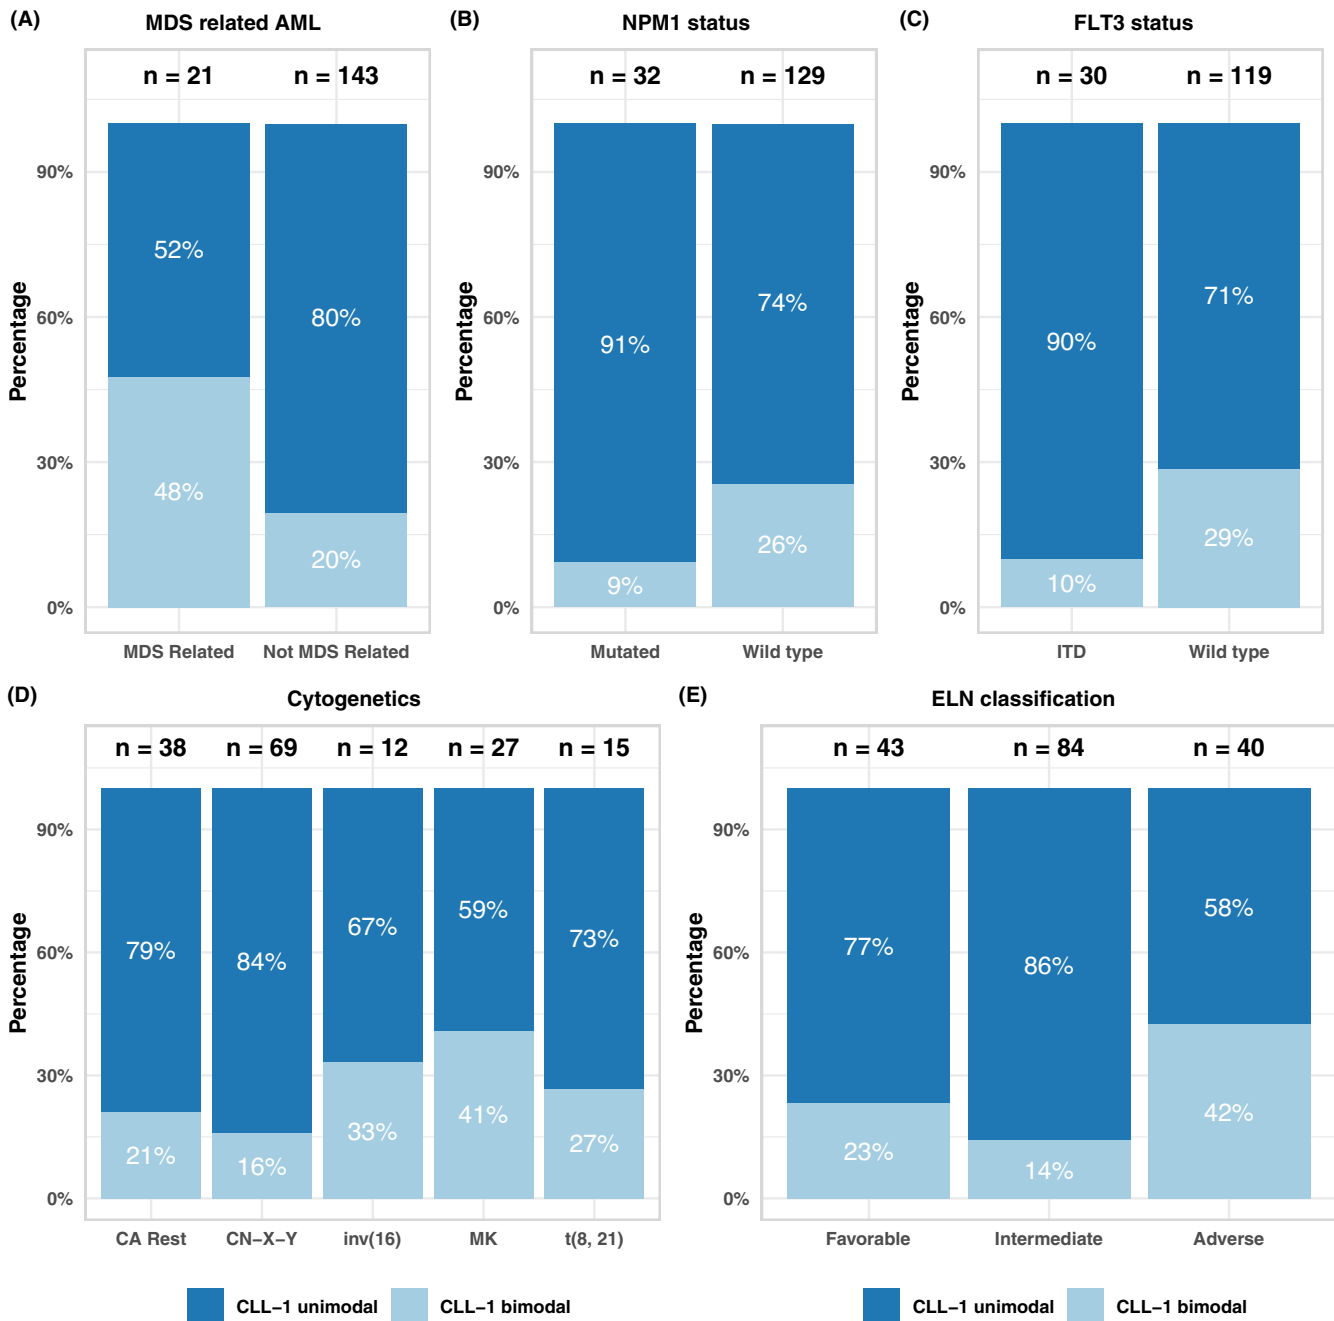 (A) MDS related AML
n = 21 n = 143
90%
60%
30%
0%
Percentage
52%
80%
48%
20%
MDS Related Not MDS Related
(B) NPM1 status
n = 32 n = 129
90%
60%
30%
0%
Percentage
74%
91%
26%
9%
Mutated Wild type
(C) FLT3 status
n = 30 n = 119
90%
60%
30%
0%
Percentage
71%
90%
29%
10%
ITD Wild type
(D) Cytogenetics
n = 38 n = 69 n = 12 n = 27 n = 15
90%
60%
30%
0%
Percentage
79% 84% 67% 59% 73%
21% 16% 33% 41% 27%
CA Rest CN−X−Y inv(16) MK t(8, 21)
CLL−1 unimodal CLL−1 bimodal
(E) ELN classification
n = 43 n = 84 n = 40
90%
60%
30%
0%
Percentage
77% 86% 58%
23% 14% 42%
Favorable Intermediate Adverse
CLL−1 unimodal CLL−1 bimodal